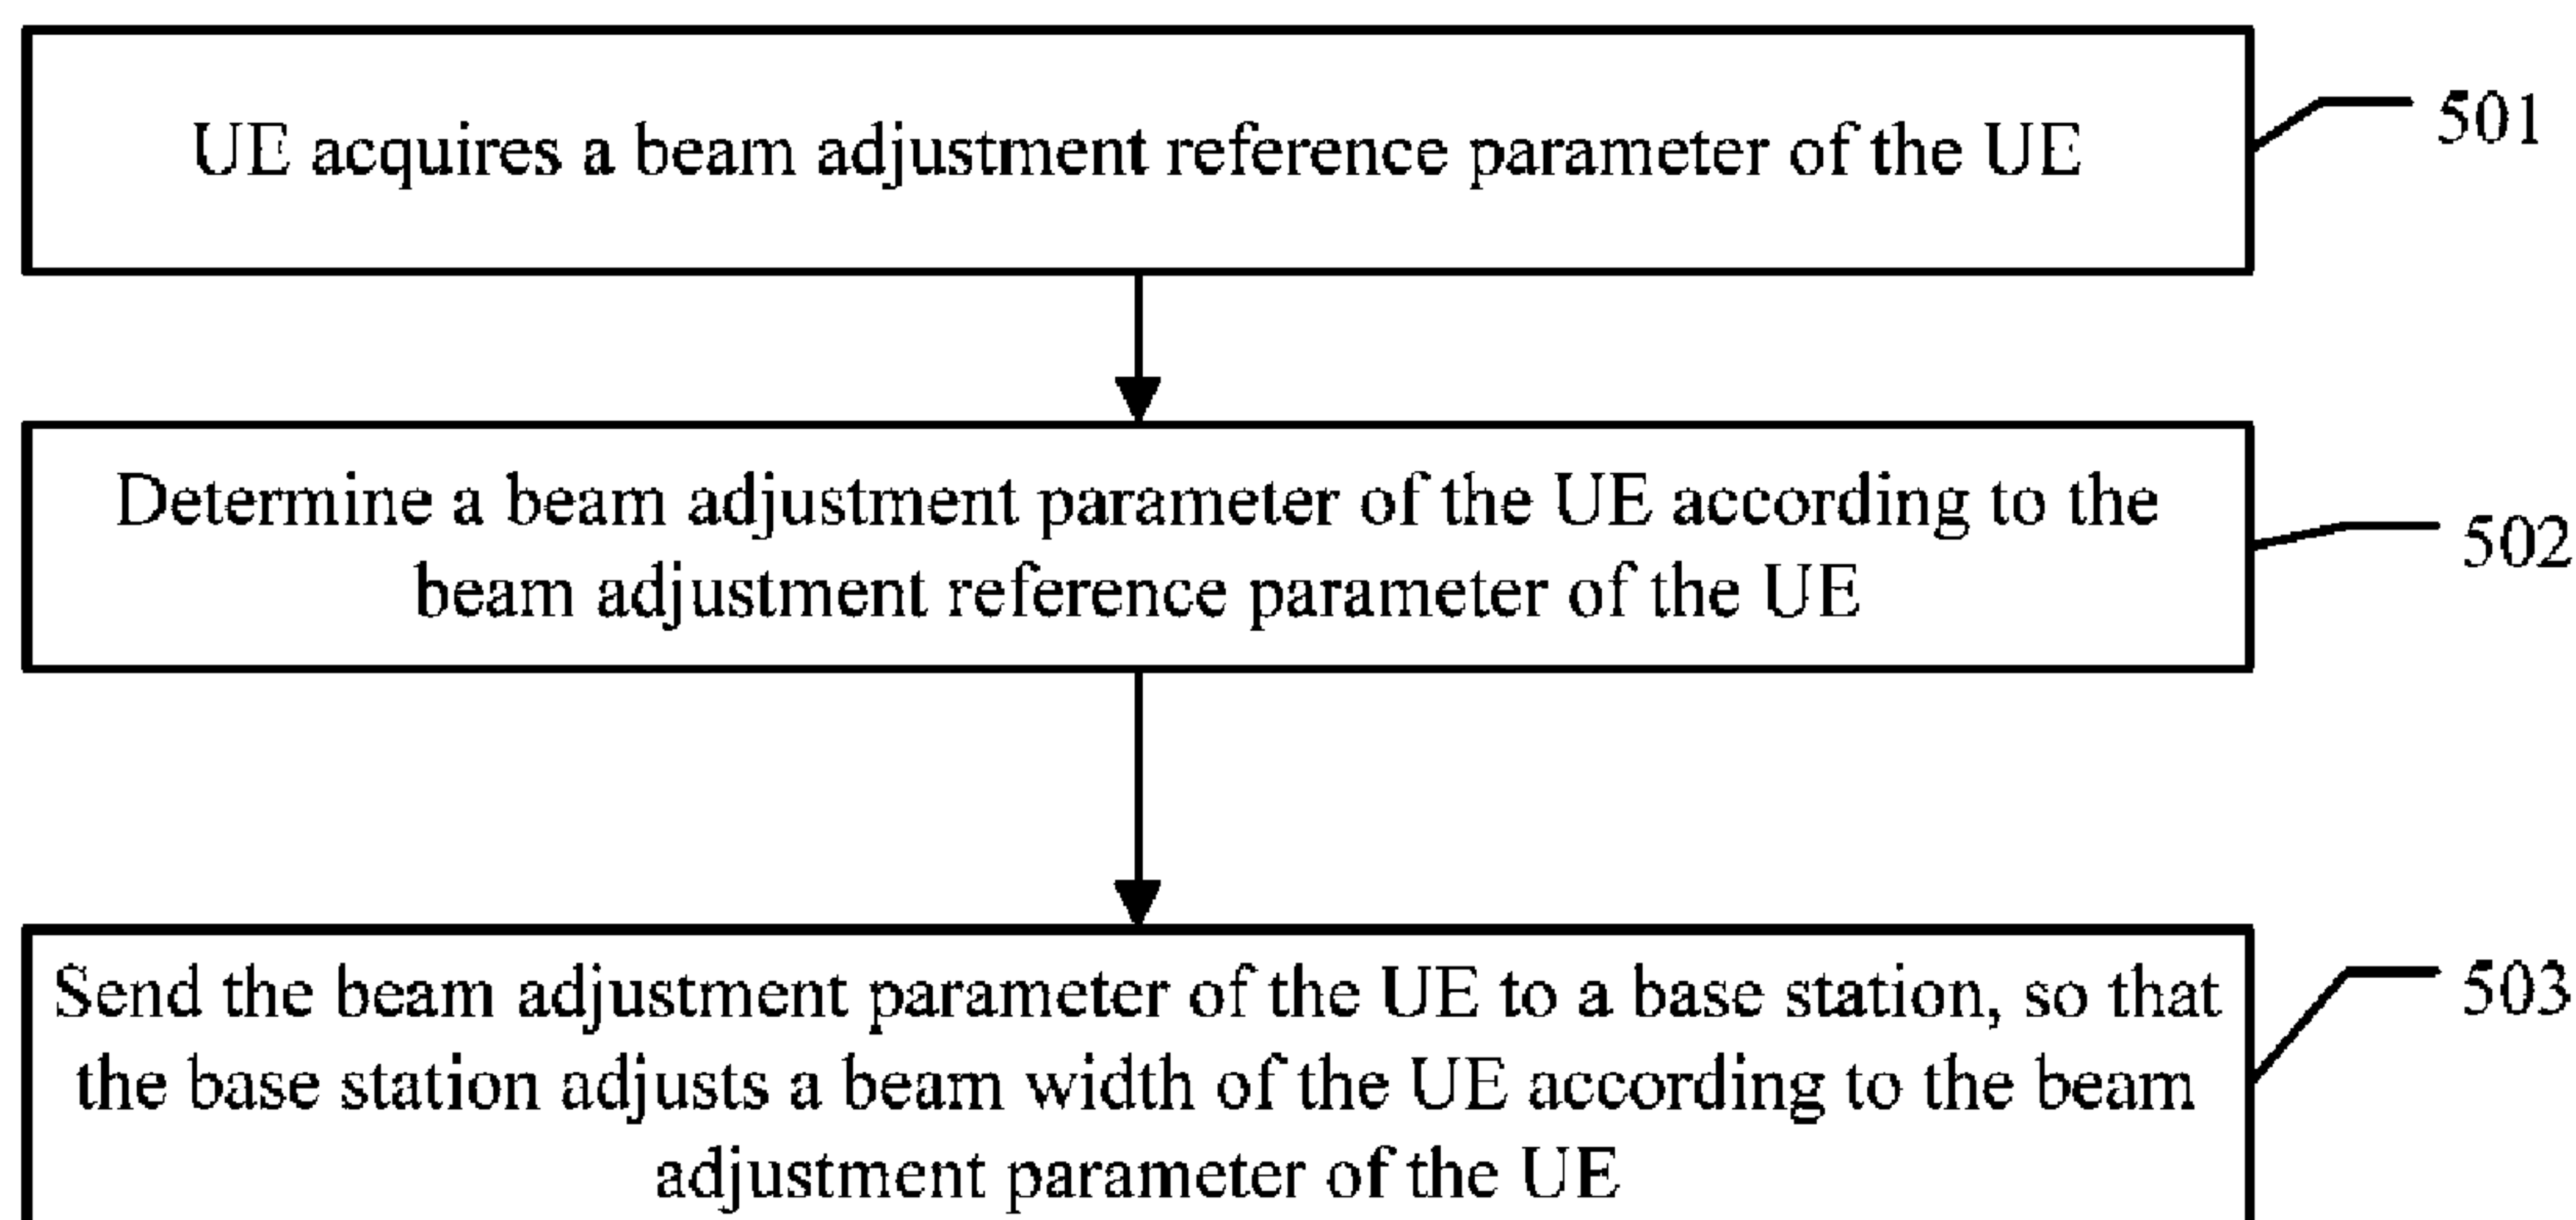 UE acquires a beam adjustment reference parameter of the UE
501
Determine a beam adjustment parameter of the UE according to the
beam adjustment reference parameter of the UE
502
Send the beam adjustment parameter of the UE to a base station, so that
the base station adjusts a beam width of the UE according to the beam
adjustment parameter of the UE
503